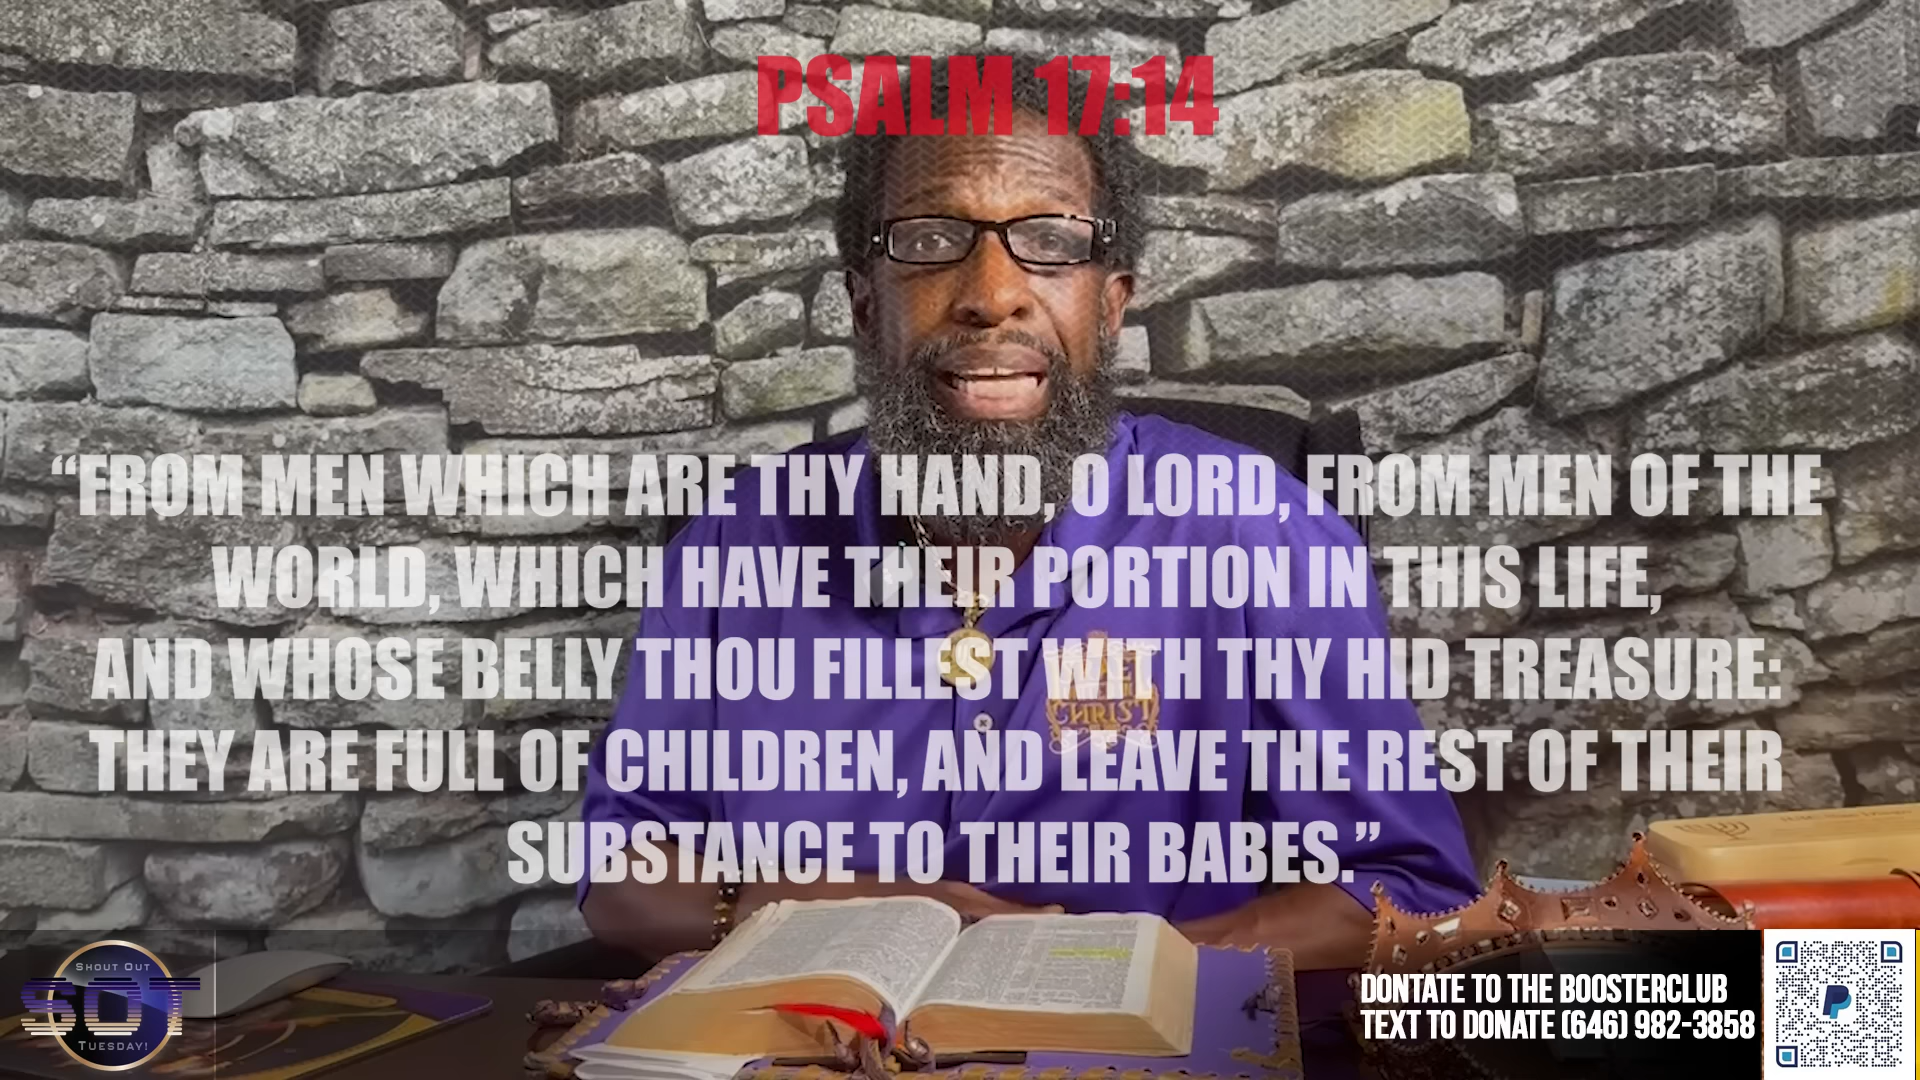 PSALM 17:14
“FROM MEN WHICH ARE THY HAND, O LORD, FROM MEN OF THE
WORLD, WHICH HAVE THEIR PORTION IN THIS LIFE,
AND WHOSE BELLY THOU FILLEST WITH THY HID TREASURE:
THEY ARE FULL OF CHILDREN, AND LEAVE THE REST OF THEIR
SUBSTANCE TO THEIR BABES.”
CHRIST
SHOUT OUT
SOT
TUESDAY!
DONTATE TO THE BOOSTERCLUB
TEXT TO DONATE (646) 982-3858